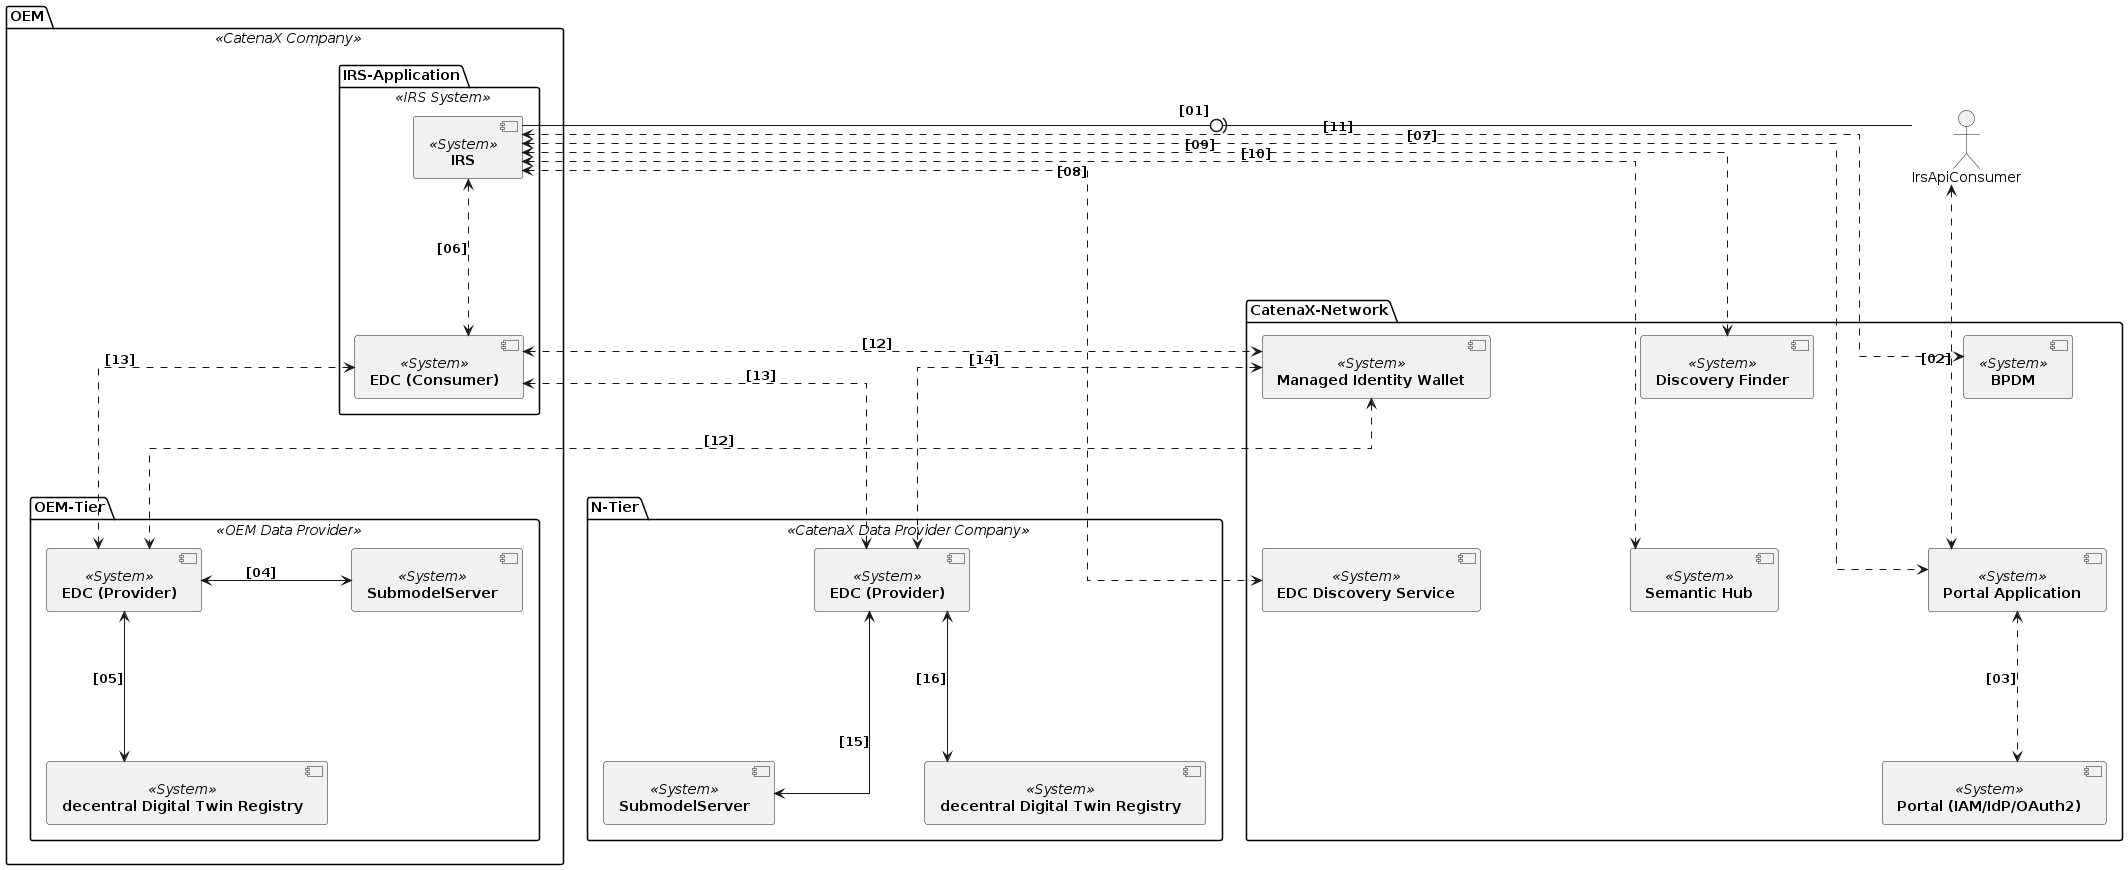 OEM
«CatenaX Company»
IRS-Application
«IRS System»
[01]
[11]
[07]
«System»
IRS
[09]
[10]
[08]
IrsApiConsumer
[06]
CatenaX-Network
[13]
«System»
EDC (Consumer)
[12]
[14]
[13]
«System»
Managed Identity Wallet
«System»
Discovery Finder
[02]
«System»
BPDM
[12]
OEM-Tier
«OEM Data Provider»
N-Tier
«CatenaX Data Provider Company»
«System»
EDC (Provider)
[04]
«System»
SubmodelServer
«System»
EDC (Provider)
«System»
EDC Discovery Service
«System»
Semantic Hub
«System»
Portal Application
[05]
[16]
[03]
[15]
«System»
decentral Digital Twin Registry
«System»
SubmodelServer
«System»
decentral Digital Twin Registry
«System»
Portal (IAM/IdP/OAuth2)